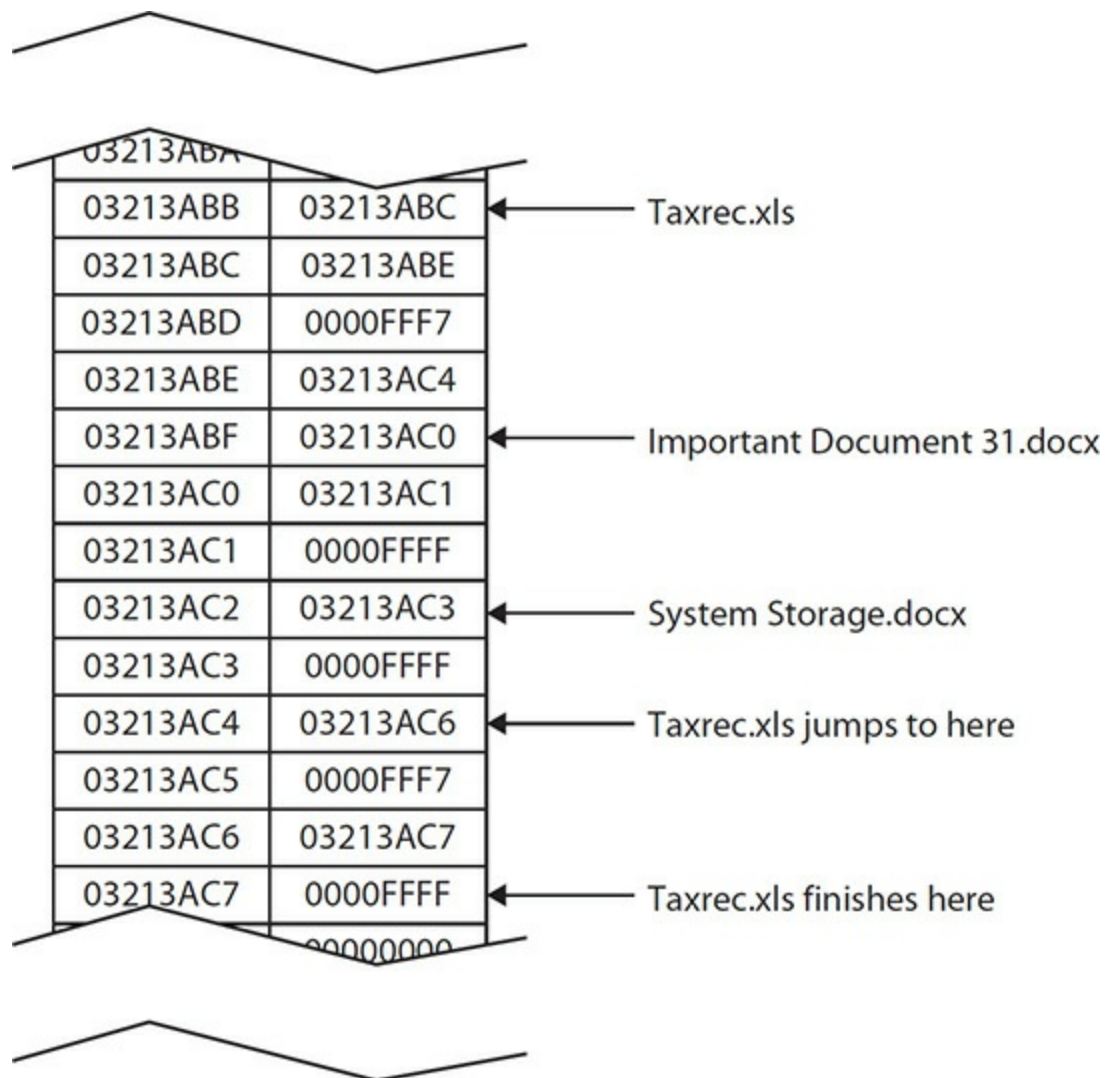 03213ABA
03213ABB 03213ABC Taxrec.xls
03213ABC 03213ABE
03213ABD 0000FFF7
03213ABE 03213AC4
03213ABF 03213AC0 Important Document 31.docx
03213AC0 03213AC1
03213AC1 0000FFFF
03213AC2 03213AC3 System Storage.docx
03213AC3 0000FFFF
03213AC4 03213AC6 Taxrec.xls jumps to here
03213AC5 0000FFF7
03213AC6 03213AC7
03213AC7 0000FFFF Taxrec.xls finishes here
00000000